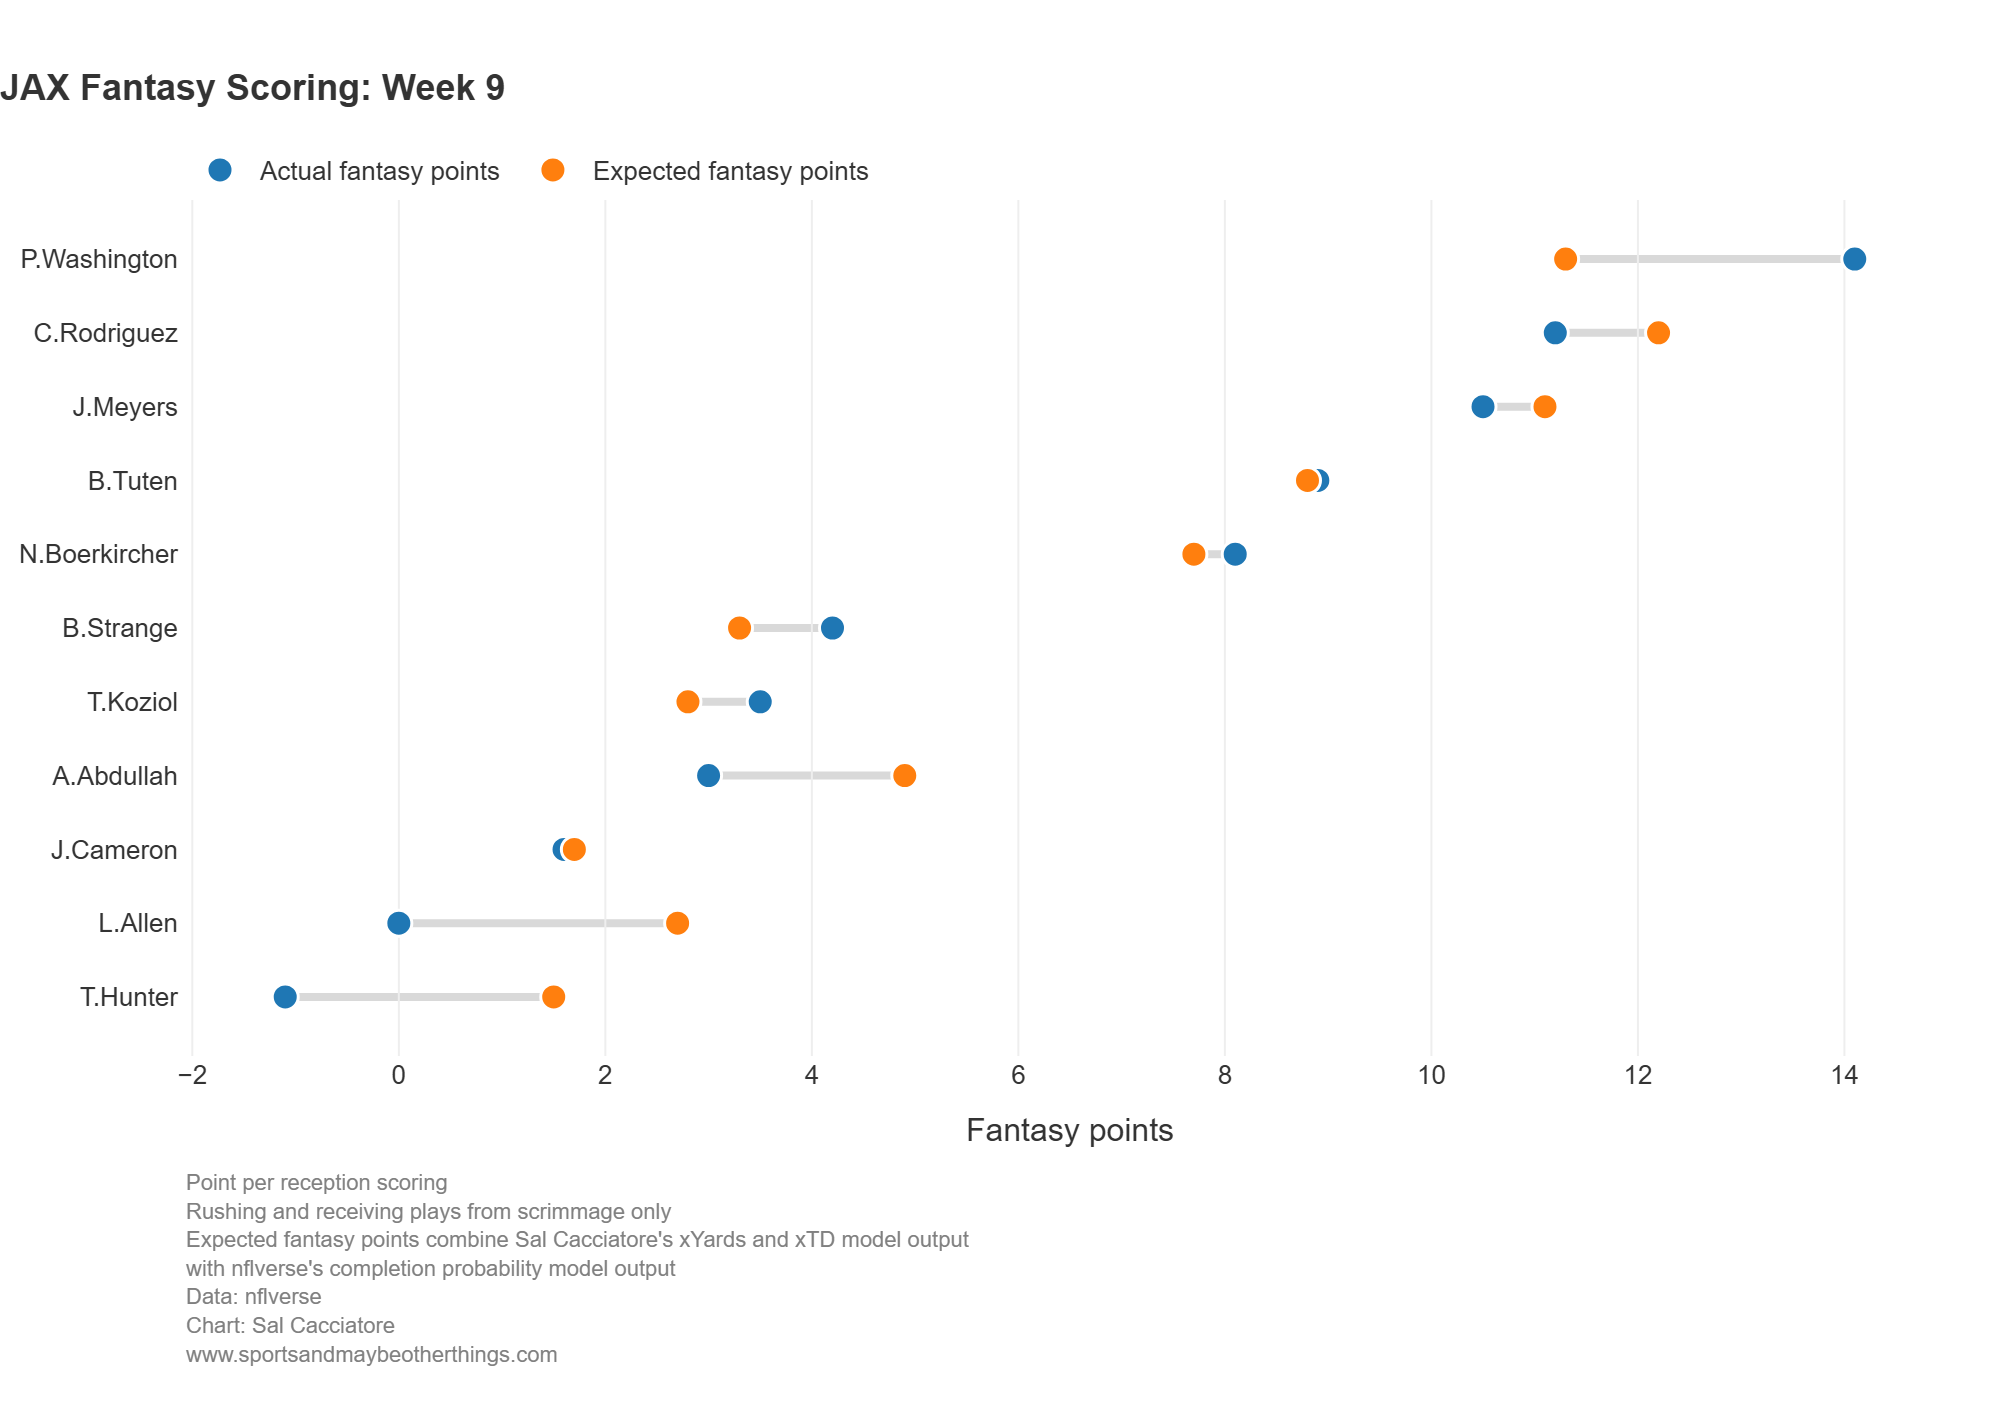 JAX Fantasy Scoring: Week 9
Actual fantasy points
Expected fantasy points
P.Washington
C.Rodriguez
J.Meyers
B.Tuten
N.Boerkircher
B.Strange
T.Koziol
A.Abdullah
J.Cameron
L.Allen
T.Hunter
−2 0 2 4 6 8 10 12 14
Fantasy points
Point per reception scoring
Rushing and receiving plays from scrimmage only
Expected fantasy points combine Sal Cacciatore's xYards and xTD model output
with nflverse's completion probability model output
Data: nflverse
Chart: Sal Cacciatore
www.sportsandmaybeotherthings.com